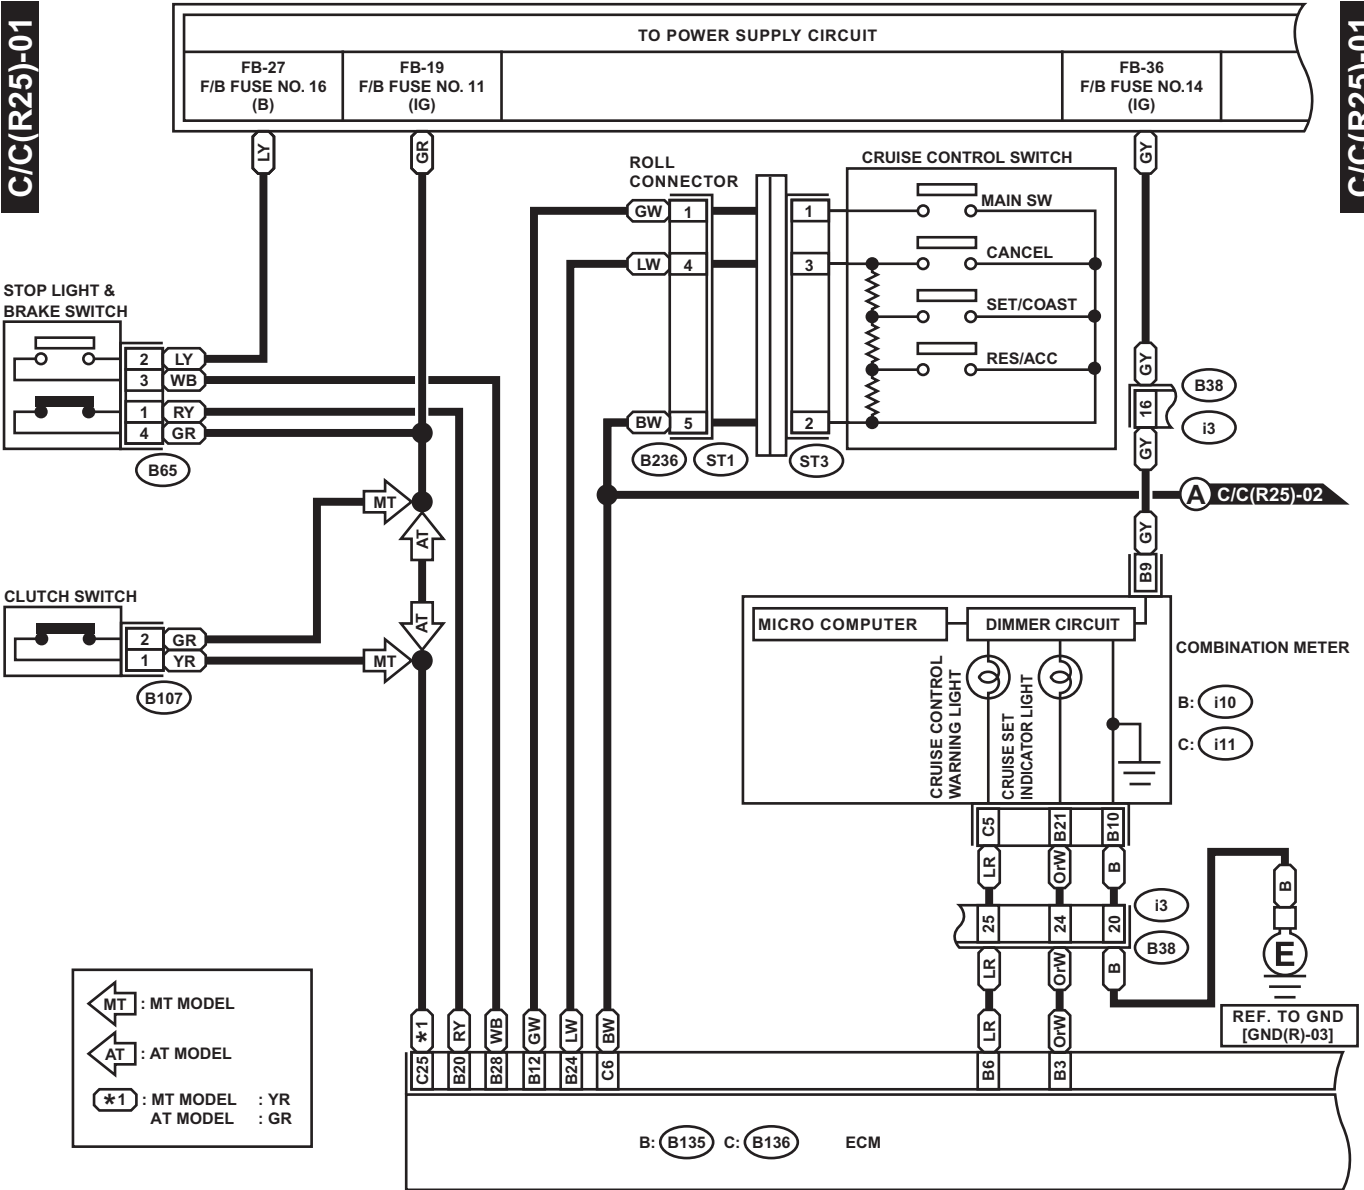 C/C(R25)-01
C/C(R25)-01
TO POWER SUPPLY CIRCUIT
FB-27
F/B FUSE NO. 16
(B)
FB-19
F/B FUSE NO. 11
(IG)
FB-36
F/B FUSE NO.14
(IG)
LY
GR
GY
ROLL
CONNECTOR
CRUISE CONTROL SWITCH
GW 1 1 MAIN SW
LW 4 3 CANCEL
SET/COAST
RES/ACC
BW 5 2
B236 ST1 ST3
STOP LIGHT &
BRAKE SWITCH
2 LY
3 WB
1 RY
4 GR
B65
GY
16
GY
B38
i3
A C/C(R25)-02
GY
B9
MT
AT
AT
MT
CLUTCH SWITCH
2 GR
1 YR
B107
MICRO COMPUTER
DIMMER CIRCUIT
COMBINATION METER
B: i10
C: i11
CRUISE CONTROL
WARNING LIGHT
CRUISE SET
INDICATOR LIGHT
C5 B21 B10
LR OrW B
25 24 20
i3
B38
LR OrW B
B
E
REF. TO GND
[GND(R)-03]
MT : MT MODEL
AT : AT MODEL
*1 : MT MODEL : YR
AT MODEL : GR
*1 RY WB GW LW BW LR OrW
C25 B20 B28 B12 B24 C6 B6 B3
B: B135 C: B136 ECM